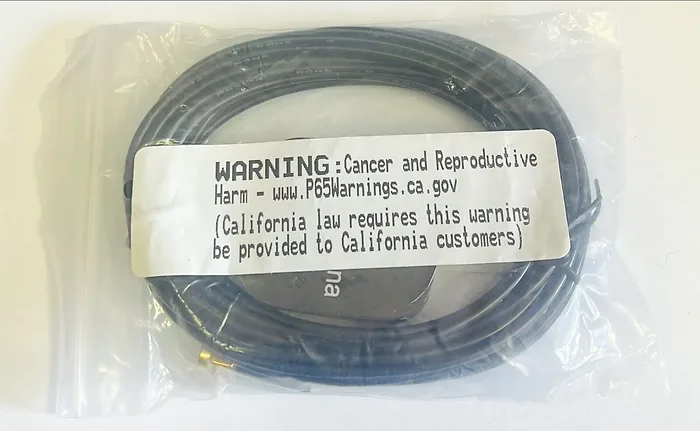 WARNING:Cancer and Reproductive
Harm - www.P65Warnings.ca.gov
(California law requires this warning
be provided to California customers)
na